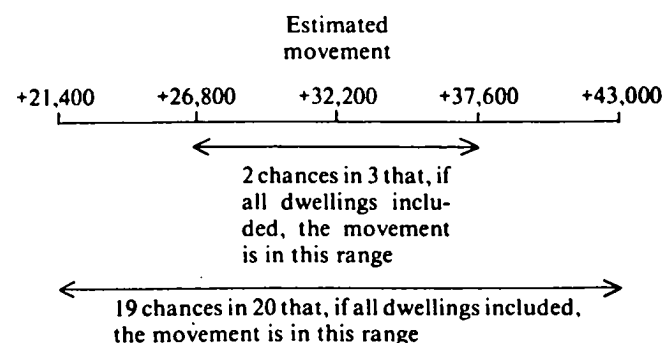 Estimated
movement
+21,400 +26,800 +32,200 +37,600 +43,000
2 chances in 3 that, if
all dwellings inclu-
ded, the movement
is in this range
19 chances in 20 that, if all dwellings included,
the movement is in this range